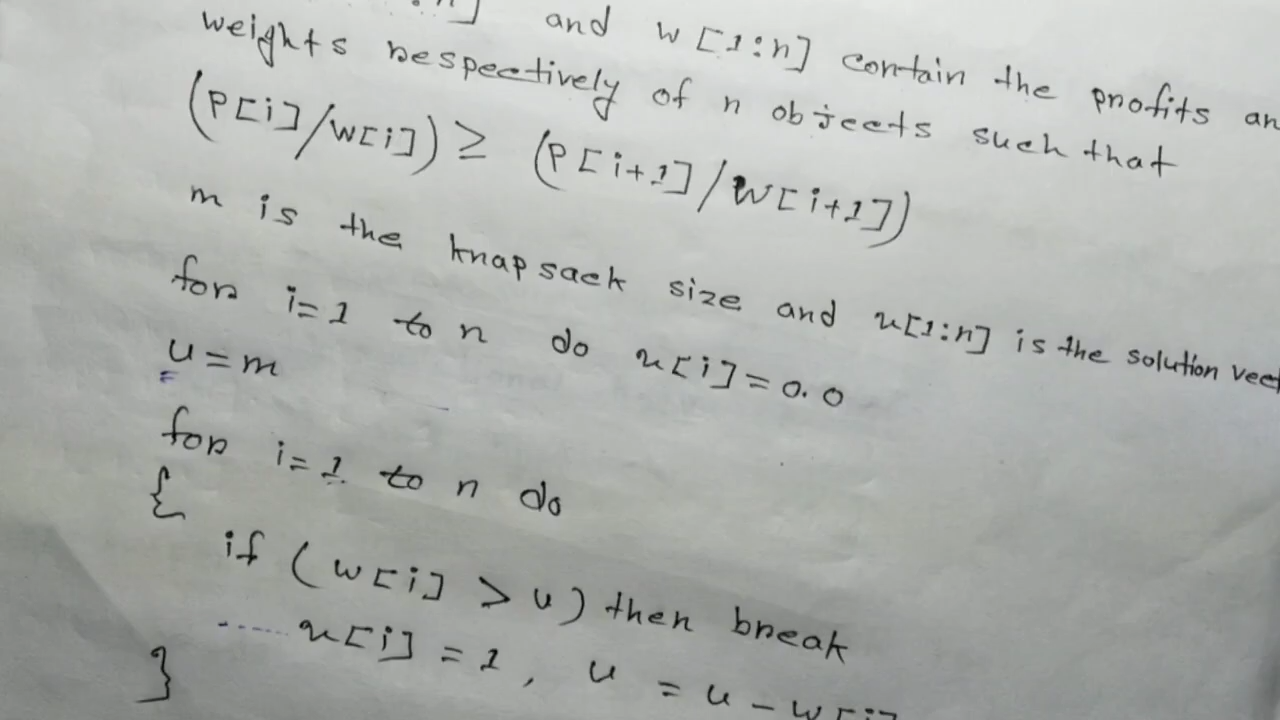 :n] and w[1:n] contain the profits an
weights respectively of n objects such that
(P[i]/w[i]) ≥ (P[i+1]/W[i+1])
m is the knapsack size and x[1:n] is the solution vect
for i=1 to n do x[i]=0.0
u=m
for i=1 to n do
{
if (w[i] > u) then break
x[i] = 1, u = u - w[i]
}